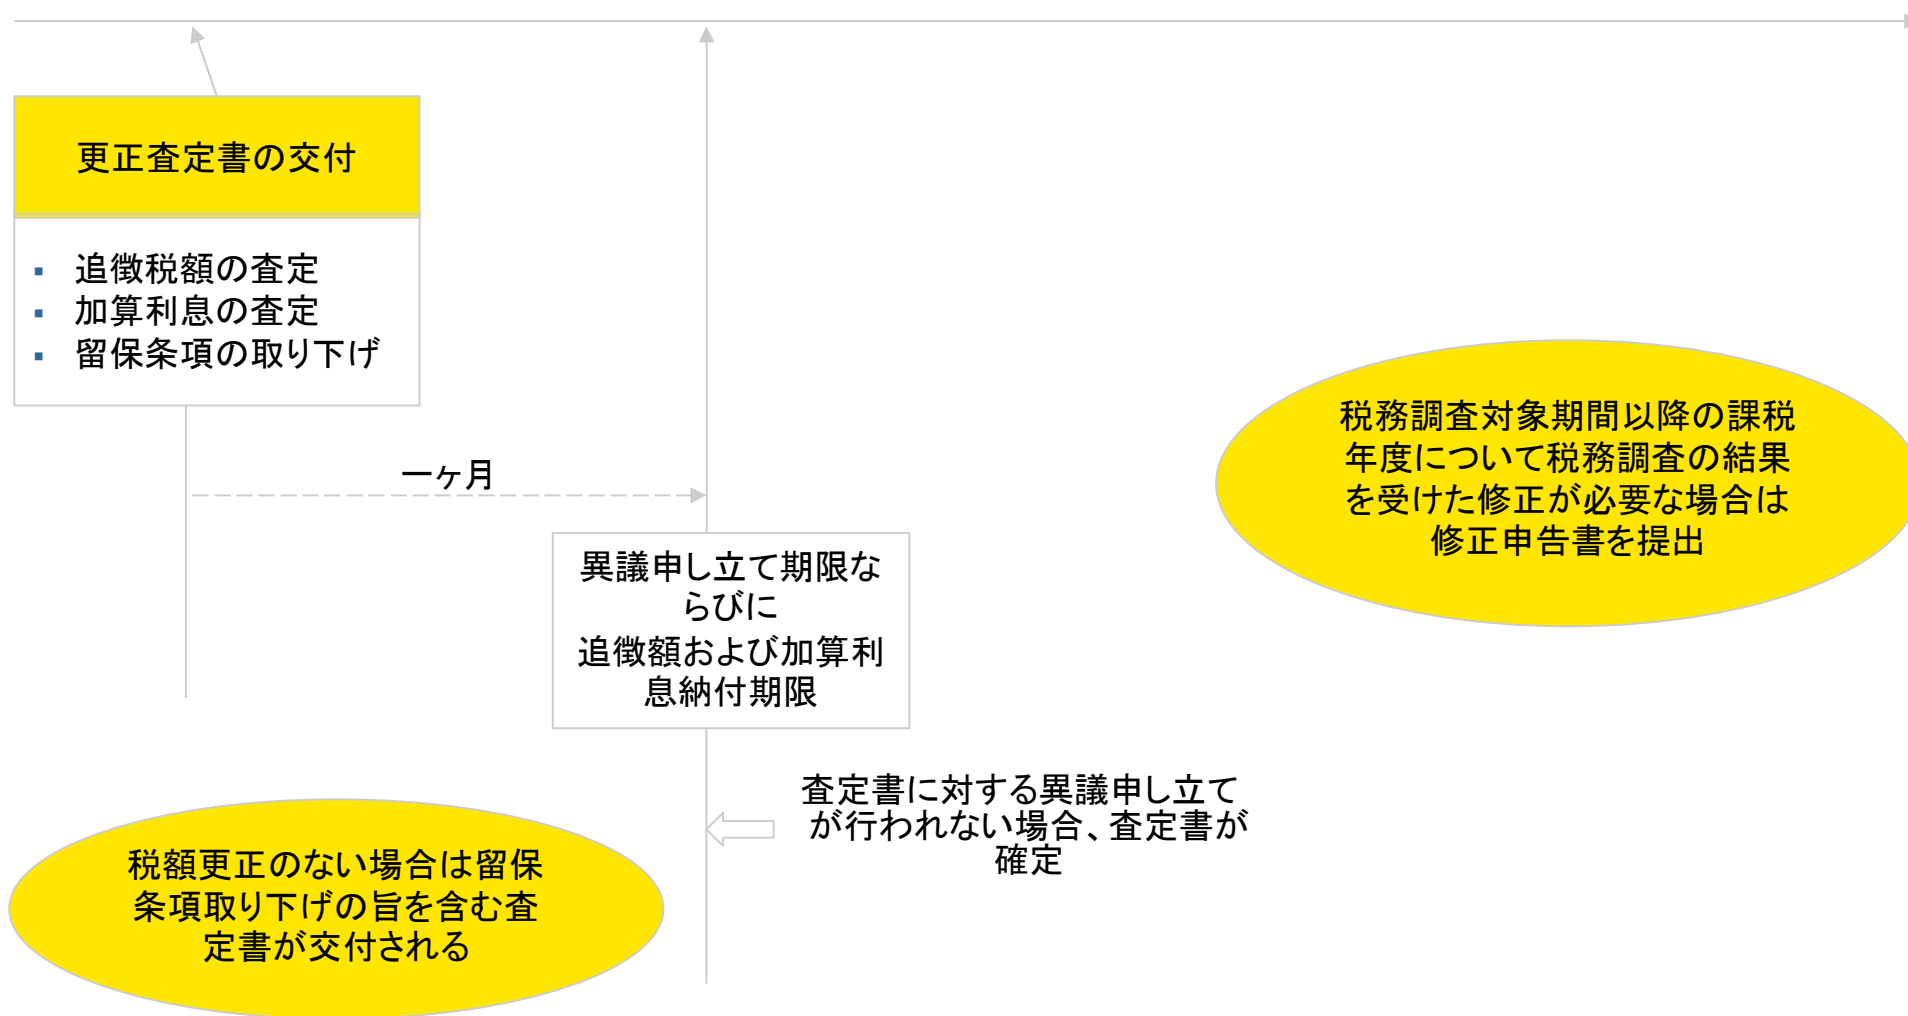 更正査定書の交付
▪ 追徴税額の査定
▪ 加算利息の査定
▪ 留保条項の取り下げ
一ヶ月
異議申し立て期限な
らびに
追徴額および加算利
息納付期限
税務調査対象期間以降の課税
年度について税務調査の結果
を受けた修正が必要な場合は
修正申告書を提出
査定書に対する異議申し立て
が行われない場合、査定書が
確定
税額更正のない場合は留保
条項取り下げの旨を含む査
定書が交付される